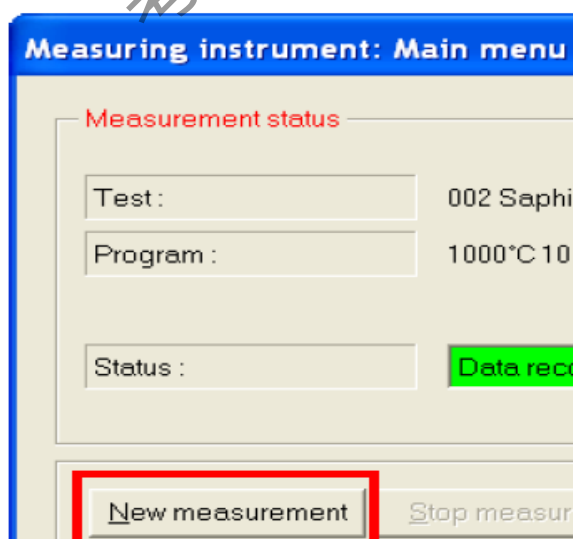 Measuring instrument: Main menu
Measurement status
Test : 002 Saphi
Program : 1000°C 10
Status : Data reco
New measurement Stop measur